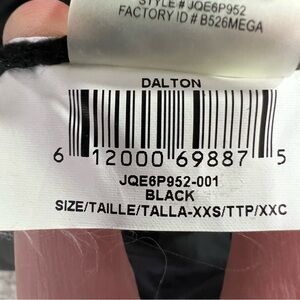 STYLE # JQE6P952
FACTORY ID # B526MEGA
DALTON
6 12000 69887 5
JQE6P952-001
BLACK
SIZE/TAILLE/TALLA-XXS/TTP/XXC